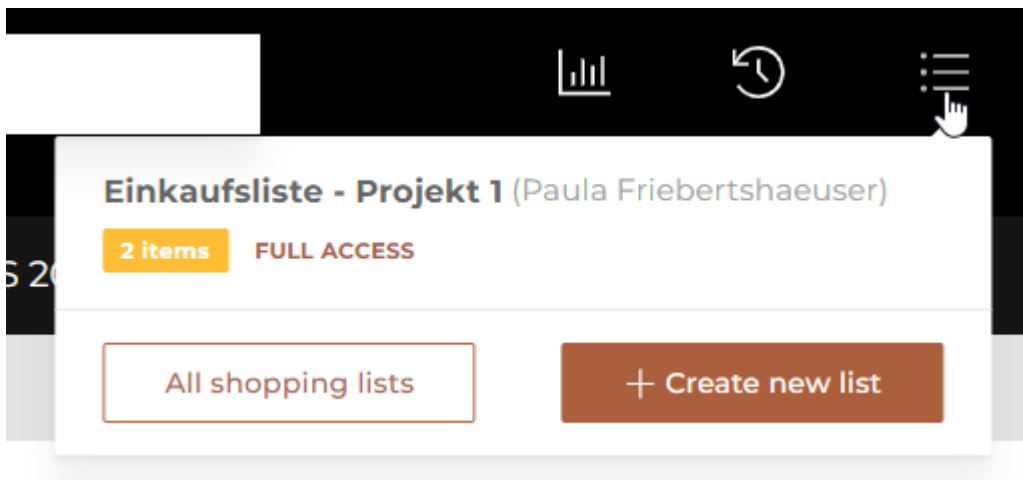 Einkaufsliste - Projekt 1 (Paula Friebertshaeuser)
2 items FULL ACCESS
All shopping lists + Create new list